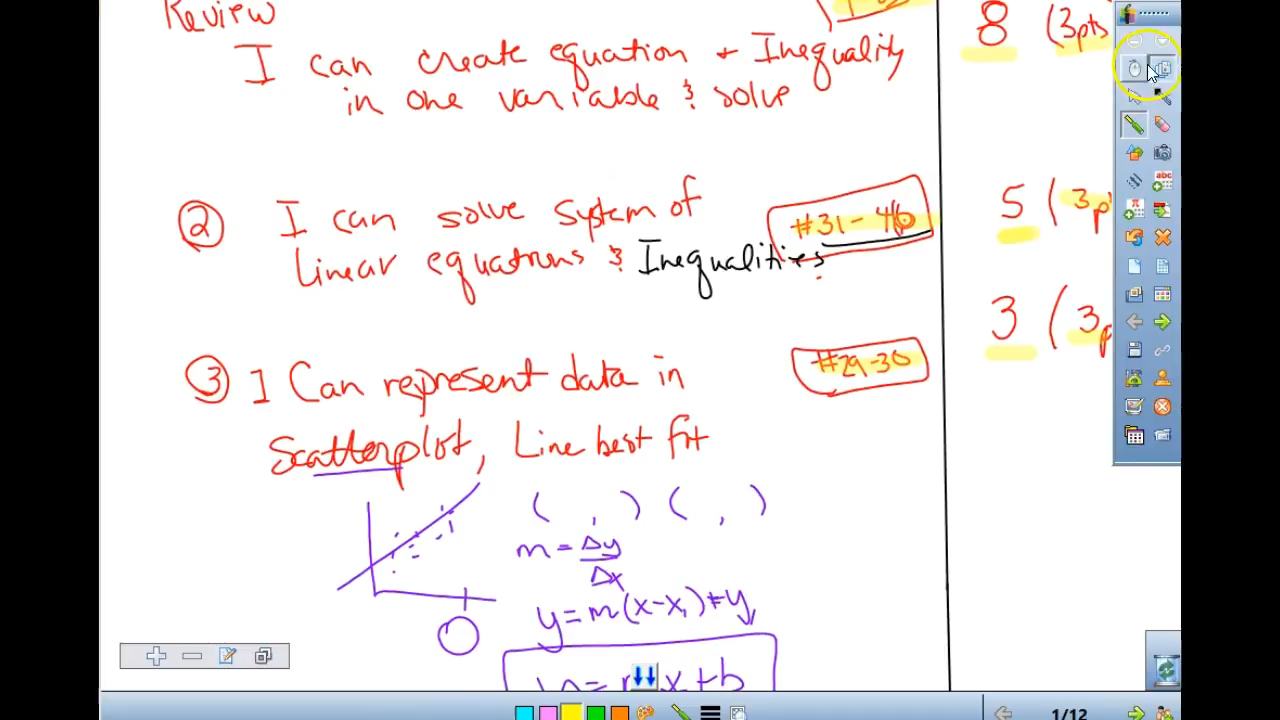 Review
8 (3pts
I can create equation & Inequality
in one variable & solve
② I can solve system of
#31-46
5 (3p
Linear equations & Inequalities
3 (3p
③ I Can represent data in
#29-30
Scatterplot, Line best fit
( , ) ( , )
m = Δy
Δx
y = m(x-x₁)+y₁
x+b
abc
π
1/12